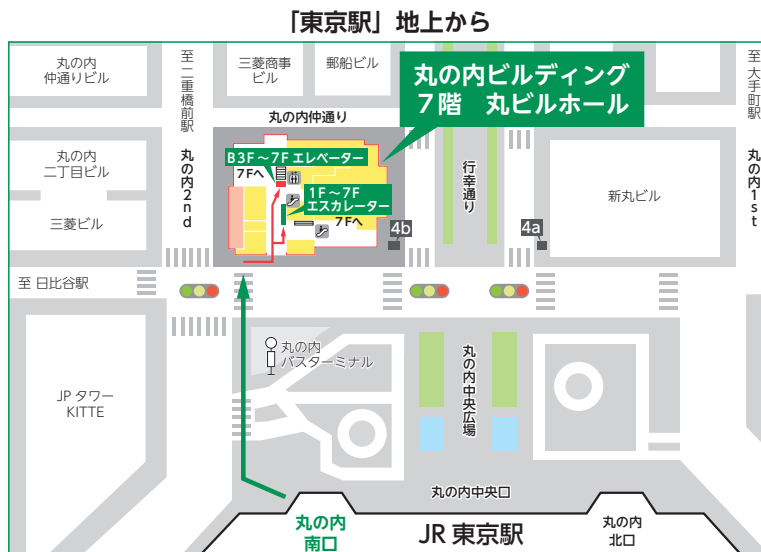 「東京駅」地上から
丸の内
仲通りビル
至 二重橋前駅
三菱商事
ビル
郵船ビル
丸の内ビルディング
7階 丸ビルホール
至 大手町駅
丸の内仲通り
丸の内
二丁目ビル
丸の内2nd
B3F～7F エレベーター
7Fへ
1F～7F
エスカレーター
7Fへ
行幸通り
新丸ビル
丸の内1st
三菱ビル
4b
4a
至 日比谷駅
丸の内
バスターミナル
丸の内中央広場
JP タワー
KITTE
丸の内中央口
丸の内
南口
JR 東京駅
丸の内
北口